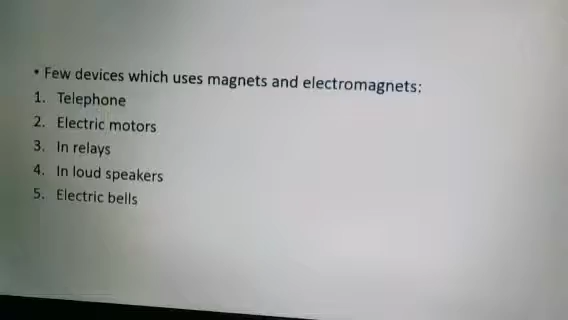 • Few devices which uses magnets and electromagnets:
1. Telephone
2. Electric motors
3. In relays
4. In loud speakers
5. Electric bells